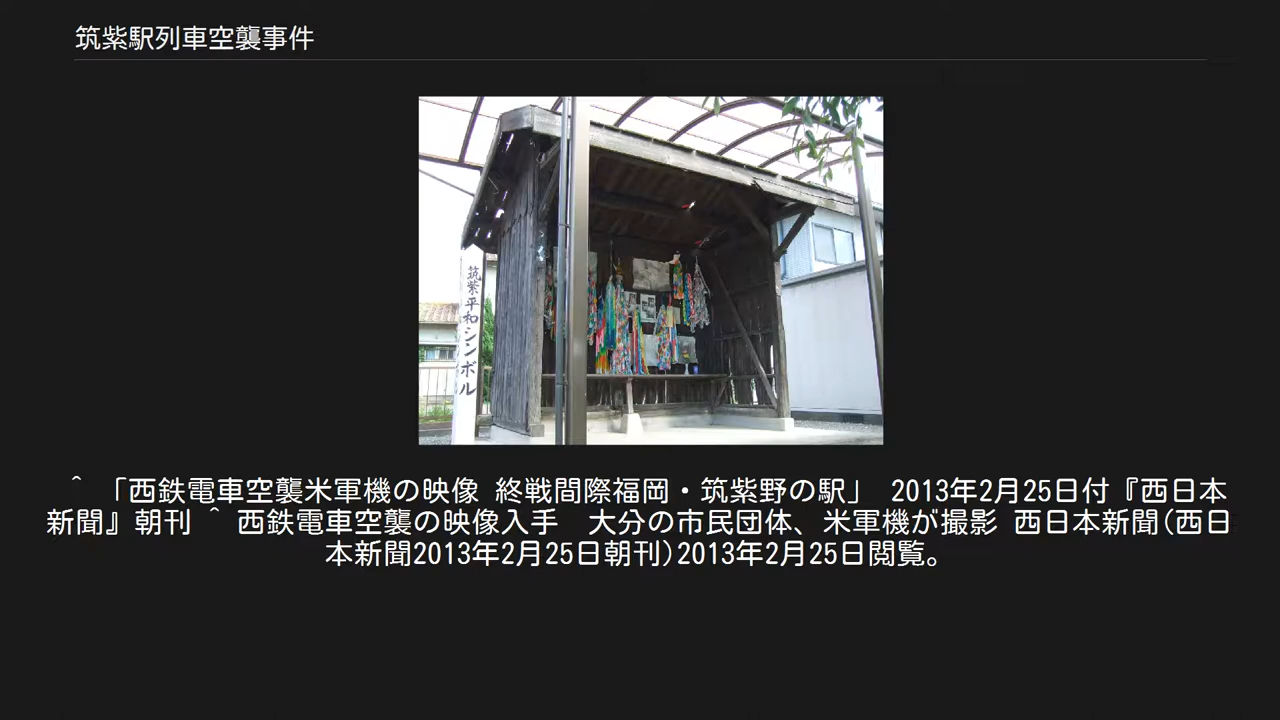 筑紫駅列車空襲事件
筑紫平和シンボル
^ 「西鉄電車空襲米軍機の映像 終戦間際福岡・筑紫野の駅」 2013年2月25日付『西日本
新聞』朝刊 ^ 西鉄電車空襲の映像入手　大分の市民団体、米軍機が撮影 西日本新聞(西日
本新聞2013年2月25日朝刊)2013年2月25日閲覧。